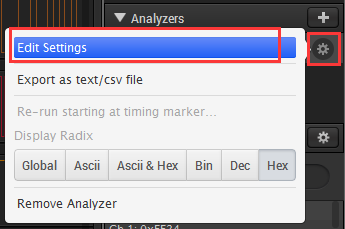 Analyzers
Edit Settings
Export as text/csv file
Re-run starting at timing marker...
Display Radix
Global Ascii Ascii & Hex Bin Dec Hex
Remove Analyzer